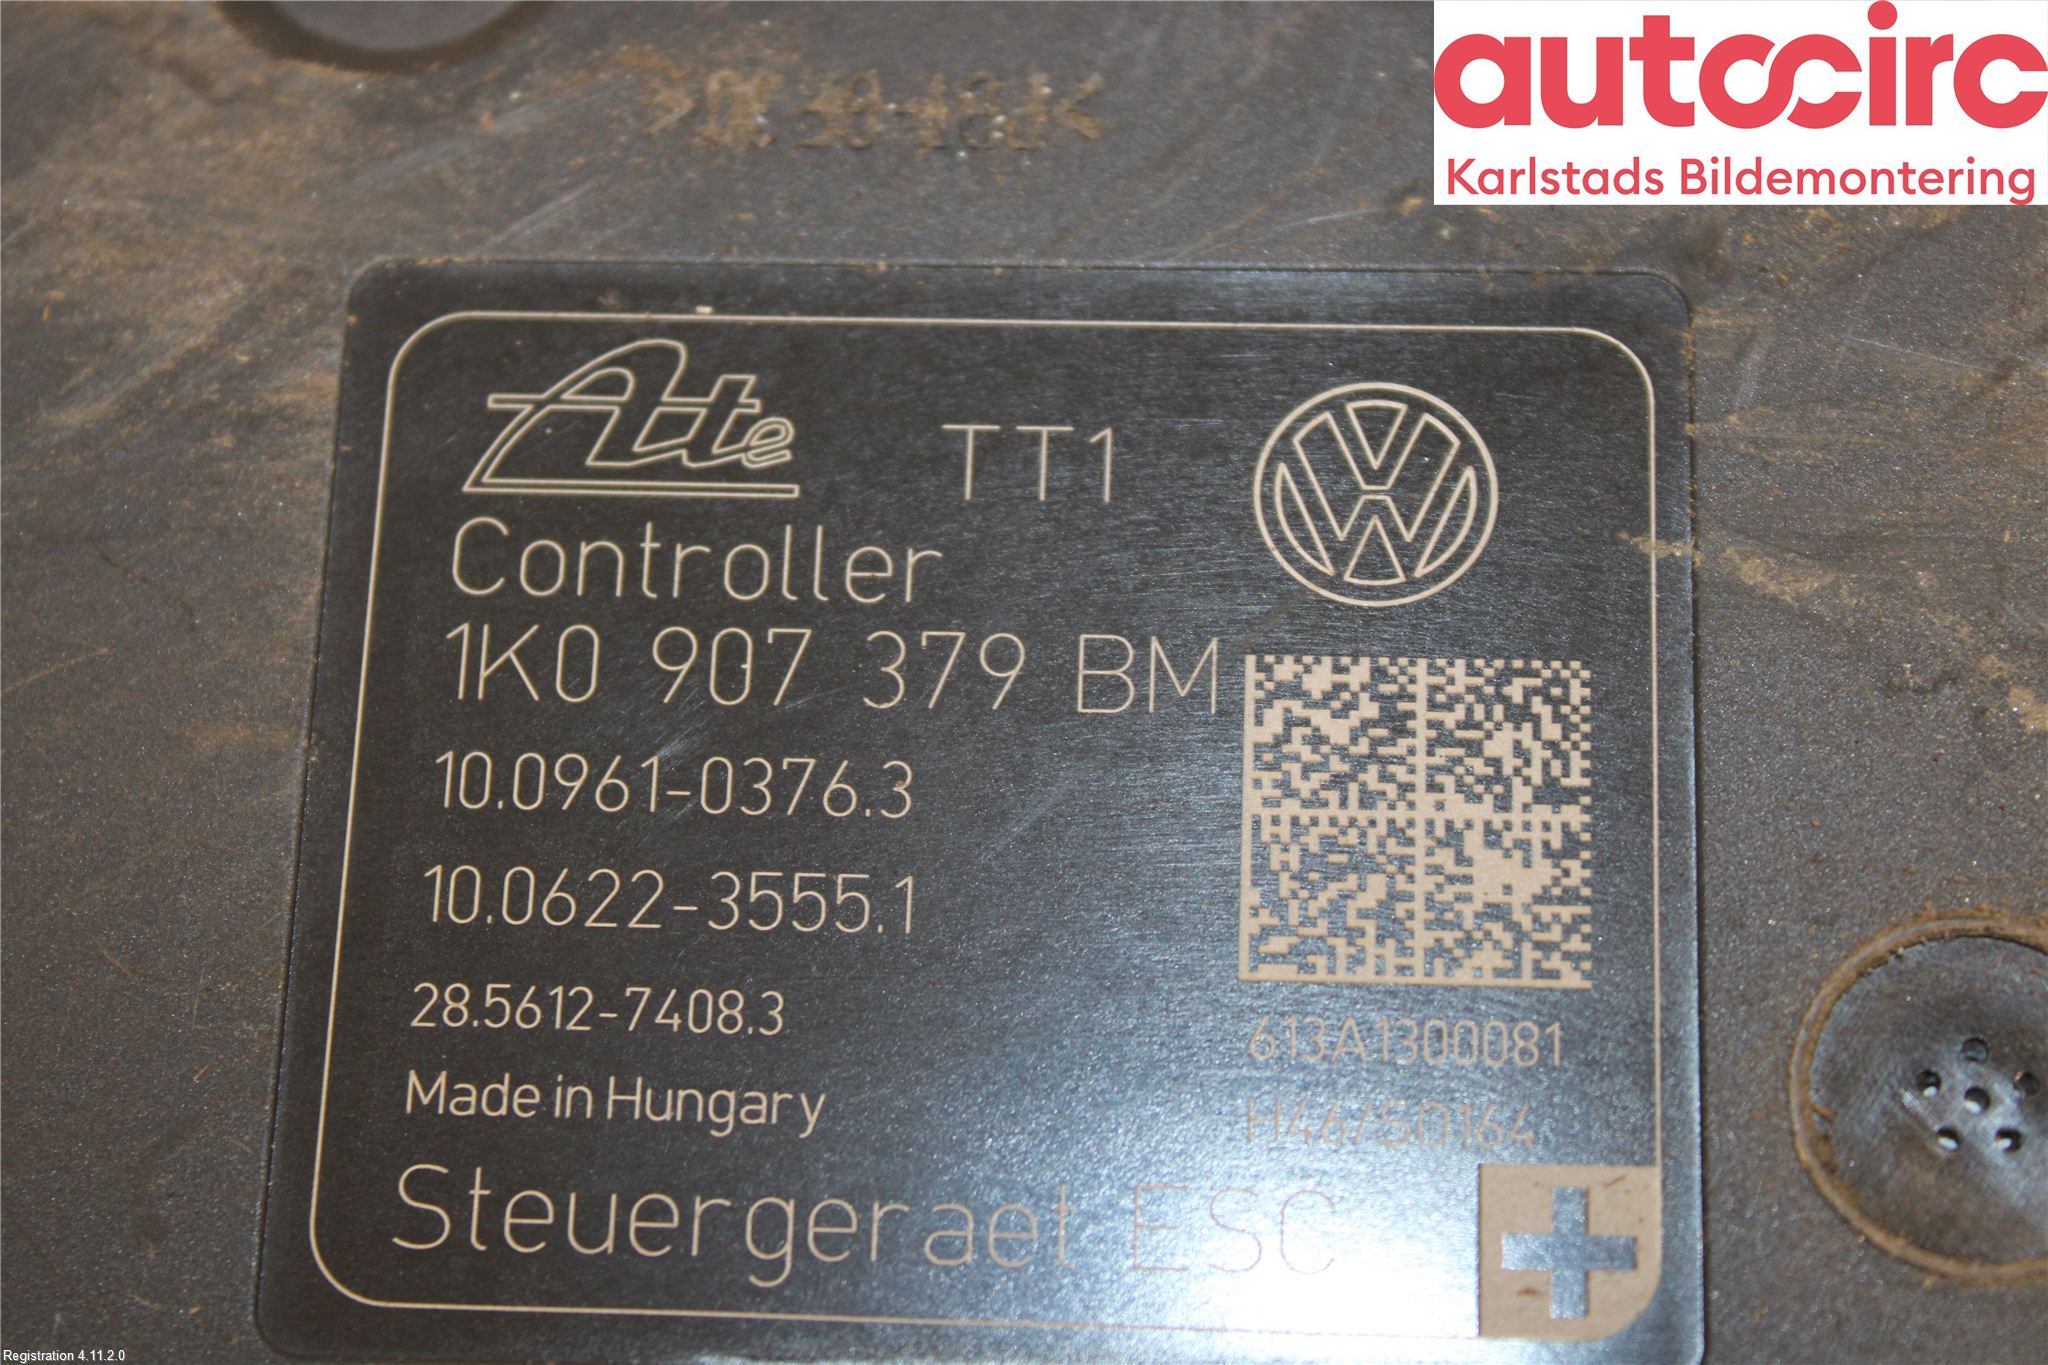 autocirc
Karlstads Bildemontering
Ate TT1
Controller
1K0 907 379 BM
10.0961-0376.3
10.0622-3555.1
28.5612-7408.3
613A1300081
Made in Hungary
H46/S0164
Steuergeraet ESC
Registration 4.11.2.0